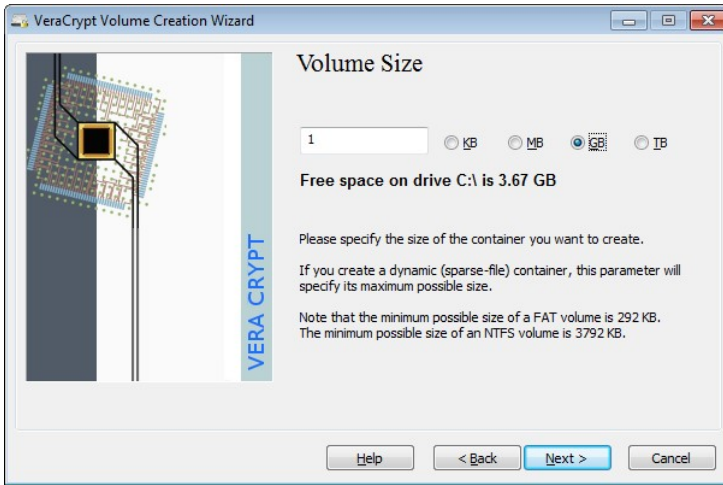 VeraCrypt Volume Creation Wizard
Volume Size
1
KB
MB
GB
TB
Free space on drive C:\ is 3.67 GB
Please specify the size of the container you want to create.
If you create a dynamic (sparse-file) container, this parameter will
specify its maximum possible size.
Note that the minimum possible size of a FAT volume is 292 KB.
The minimum possible size of an NTFS volume is 3792 KB.
VERA CRYPT
Help
< Back
Next >
Cancel